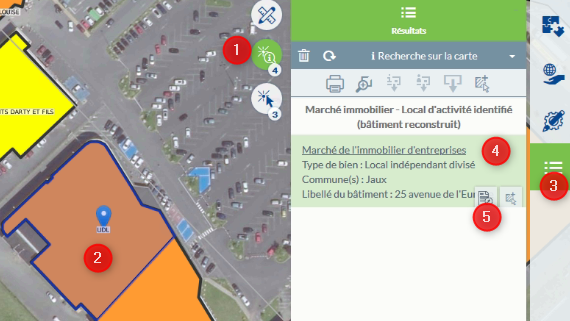 LOUISE
1
4
3
TS DARTY ET FILS
LIDL
2
Résultats
Recherche sur la carte
Marché immobilier - Local d'activité identifié
(bâtiment reconstruit)
Marché de l'immobilier d'entreprises
Type de bien : Local indépendant divisé
Commune(s) : Jaux
Libellé du bâtiment : 25 avenue de l'Eur
4
5
3